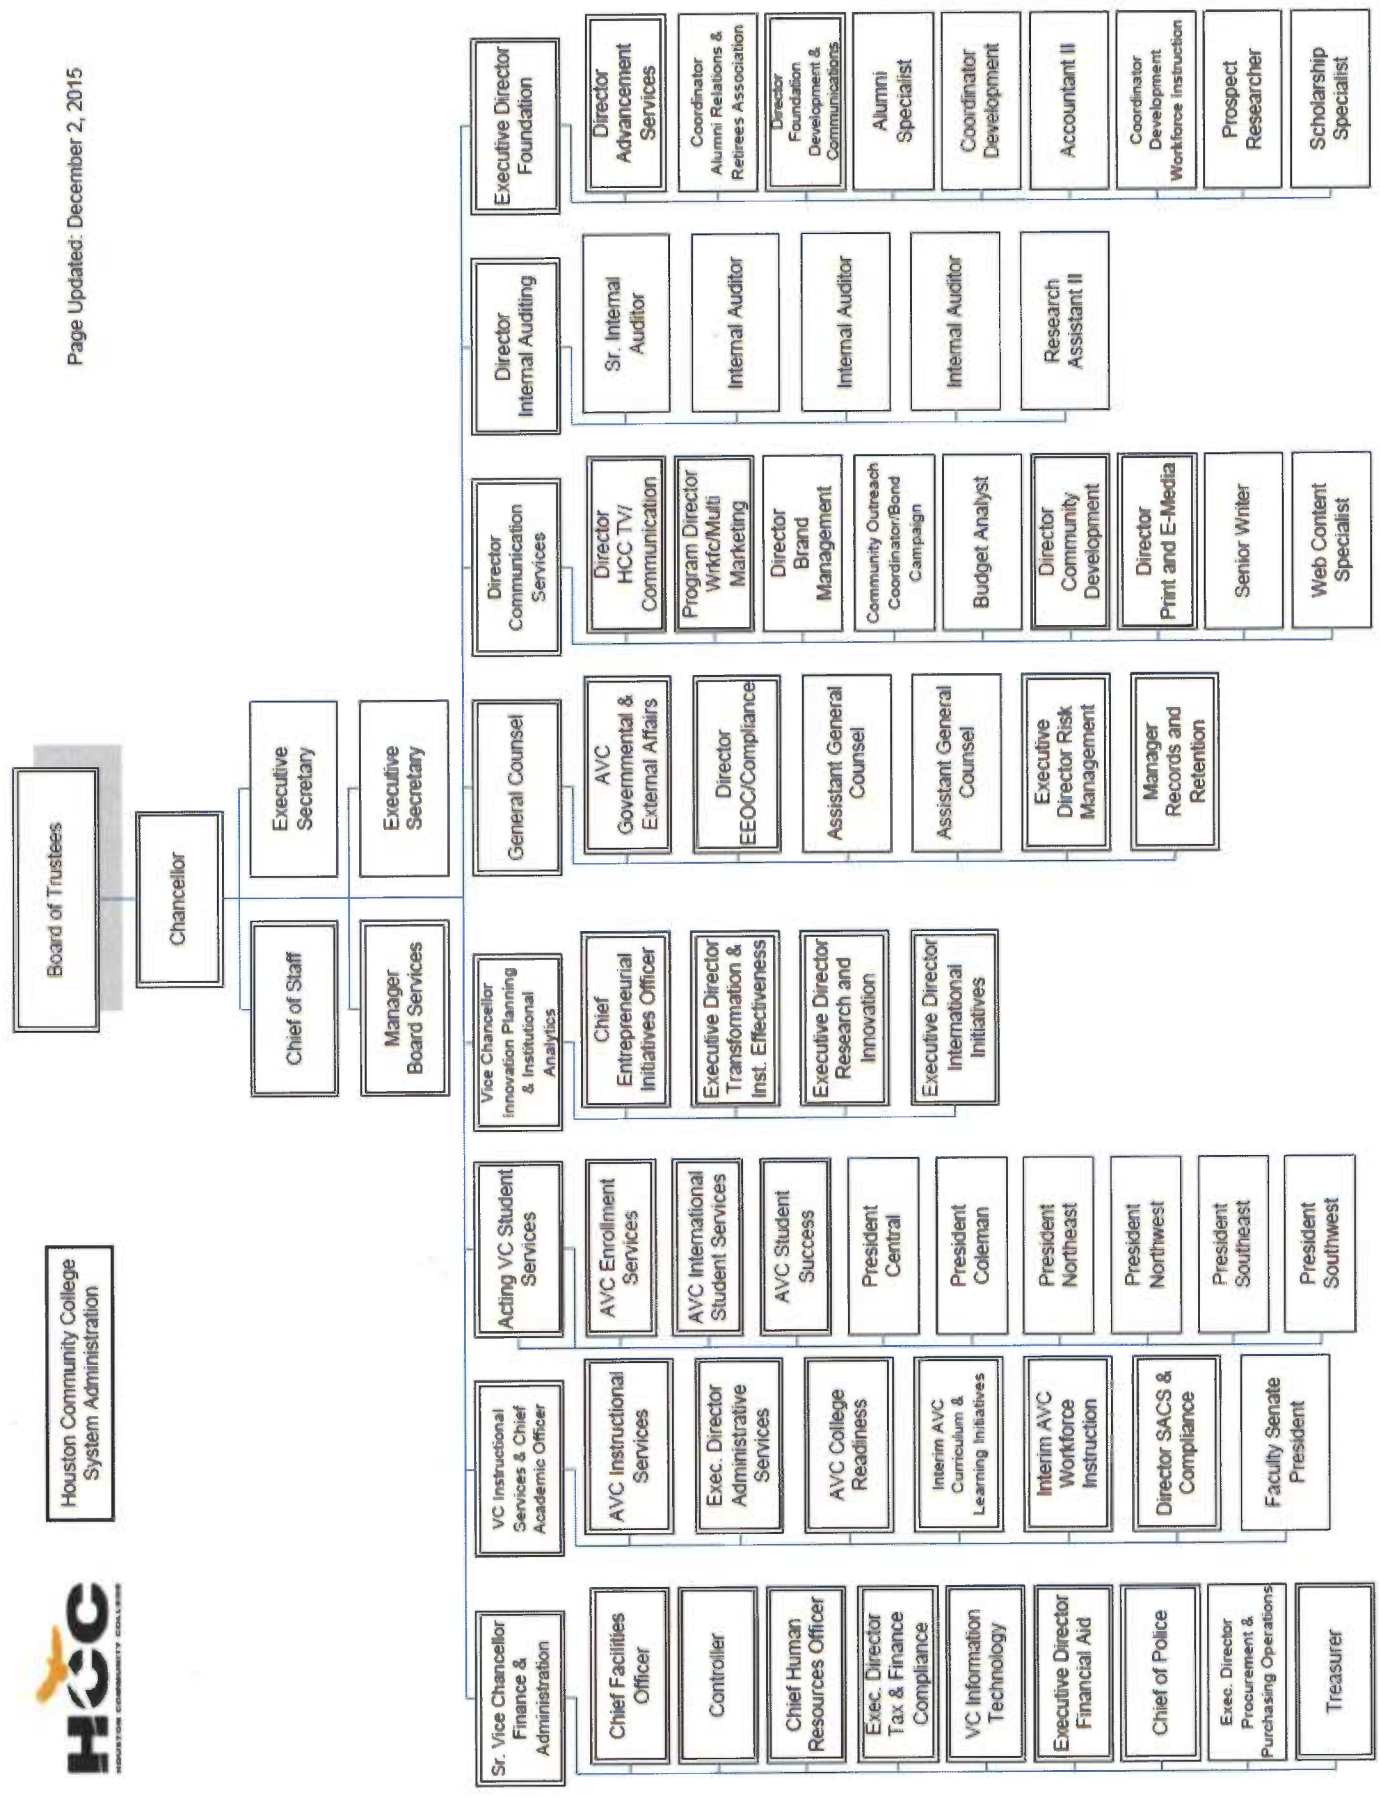 HCC
HOUSTON COMMUNITY COLLEGE
Houston Community College
System Administration
Page Updated: December 2, 2015
Board of Trustees
Chancellor
Chief of Staff
Executive
Secretary
Manager
Board Services
Executive
Secretary
Sr. Vice Chancellor
Finance &
Administration
Chief Facilities
Officer
Controller
Chief Human
Resources Officer
Exec. Director
Tax & Finance
Compliance
VC Information
Technology
Executive Director
Financial Aid
Chief of Police
Exec. Director
Procurement &
Purchasing Operations
Treasurer
VC Instructional
Services & Chief
Academic Officer
AVC Instructional
Services
Exec. Director
Administrative
Services
AVC College
Readiness
Interim AVC
Curriculum &
Learning Initiatives
Interim AVC
Workforce
Instruction
Director SACS &
Compliance
Faculty Senate
President
Acting VC Student
Services
AVC Enrollment
Services
AVC International
Student Services
AVC Student
Success
President
Central
President
Coleman
President
Northeast
President
Northwest
President
Southeast
President
Southwest
Vice Chancellor
Innovation Planning
& Institutional
Analytics
Chief
Entrepreneurial
Initiatives Officer
Executive Director
Transformation &
Inst. Effectiveness
Executive Director
Research and
Innovation
Executive Director
International
Initiatives
General Counsel
AVC
Governmental &
External Affairs
Director
EEOC/Compliance
Assistant General
Counsel
Assistant General
Counsel
Executive
Director Risk
Management
Manager
Records and
Retention
Director
Communication
Services
Director
HCC TV/
Communication
Program Director
Wrkfc/Multi
Marketing
Director
Brand
Management
Community Outreach
Coordinator/Bond
Campaign
Budget Analyst
Director
Community
Development
Director
Print and E-Media
Senior Writer
Web Content
Specialist
Director
Internal Auditing
Sr. Internal
Auditor
Internal Auditor
Internal Auditor
Internal Auditor
Research
Assistant II
Executive Director
Foundation
Director
Advancement
Services
Coordinator
Alumni Relations &
Retirees Association
Director
Foundation
Development &
Communications
Alumni
Specialist
Coordinator
Development
Accountant II
Coordinator
Development
Workforce Instruction
Prospect
Researcher
Scholarship
Specialist